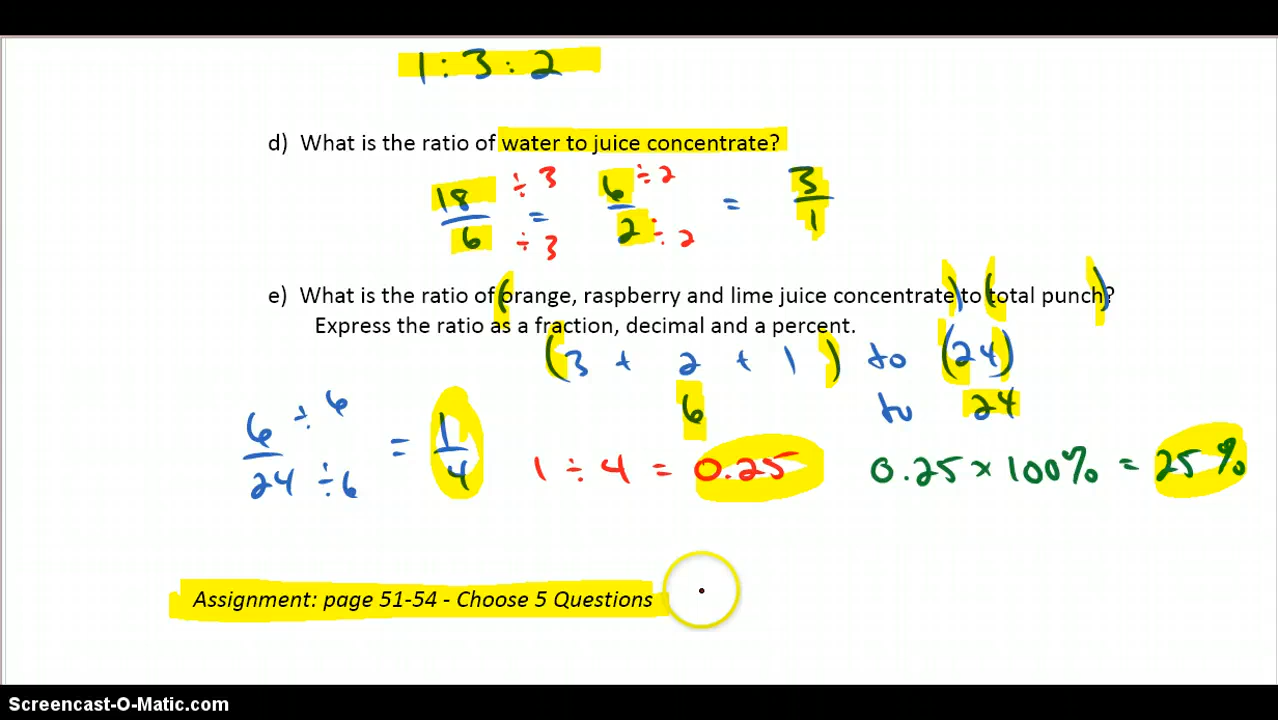 1 : 3 : 2
d) What is the ratio of water to juice concentrate?
18/6 ÷3 ÷3 = 6/2 ÷2 ÷2 = 3/1
e) What is the ratio of (orange, raspberry and lime juice concentrate) to (total punch)?
Express the ratio as a fraction, decimal and a percent.
(3 + 2 + 1) to (24)
6 to 24
6/24 ÷6 ÷6 = 1/4 1 ÷ 4 = 0.25 0.25 × 100% = 25%
Assignment: page 51-54 - Choose 5 Questions
Screencast-O-Matic.com